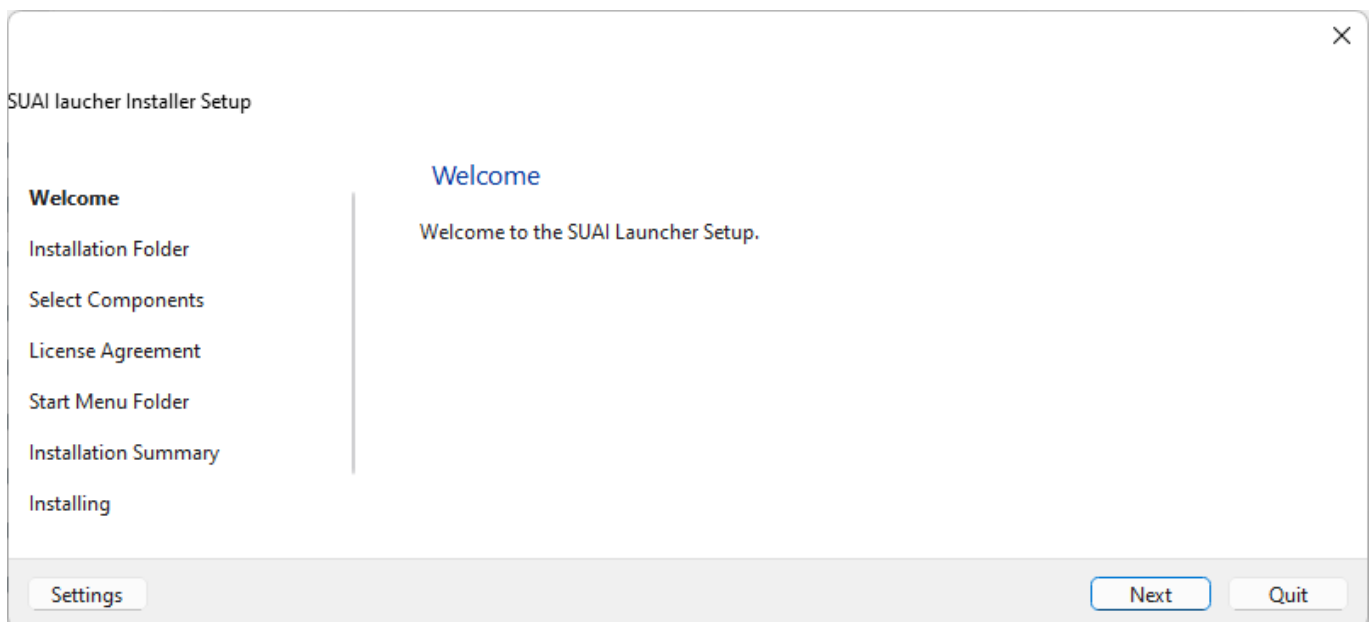 SUAI laucher Installer Setup
Welcome
Installation Folder
Select Components
License Agreement
Start Menu Folder
Installation Summary
Installing
Welcome
Welcome to the SUAI Launcher Setup.
Settings
Next
Quit